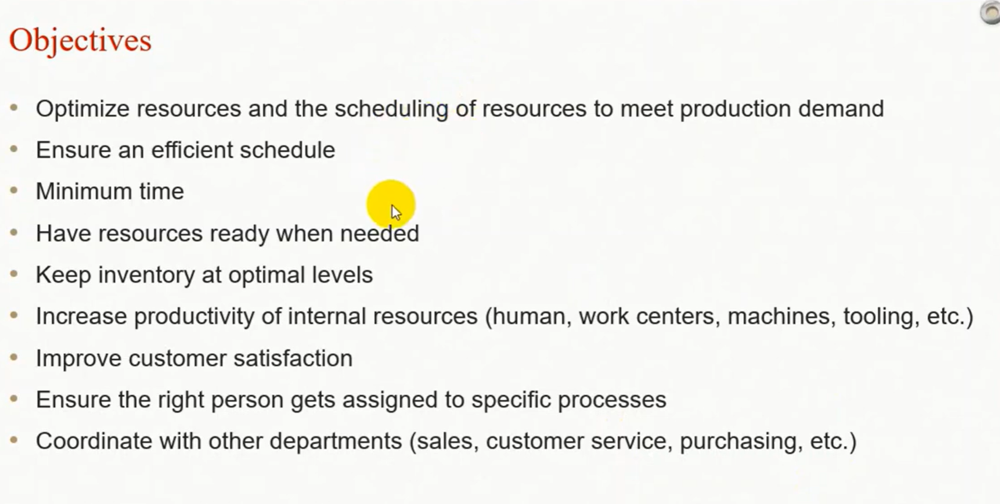 Objectives
• Optimize resources and the scheduling of resources to meet production demand
• Ensure an efficient schedule
• Minimum time
• Have resources ready when needed
• Keep inventory at optimal levels
• Increase productivity of internal resources (human, work centers, machines, tooling, etc.)
• Improve customer satisfaction
• Ensure the right person gets assigned to specific processes
• Coordinate with other departments (sales, customer service, purchasing, etc.)